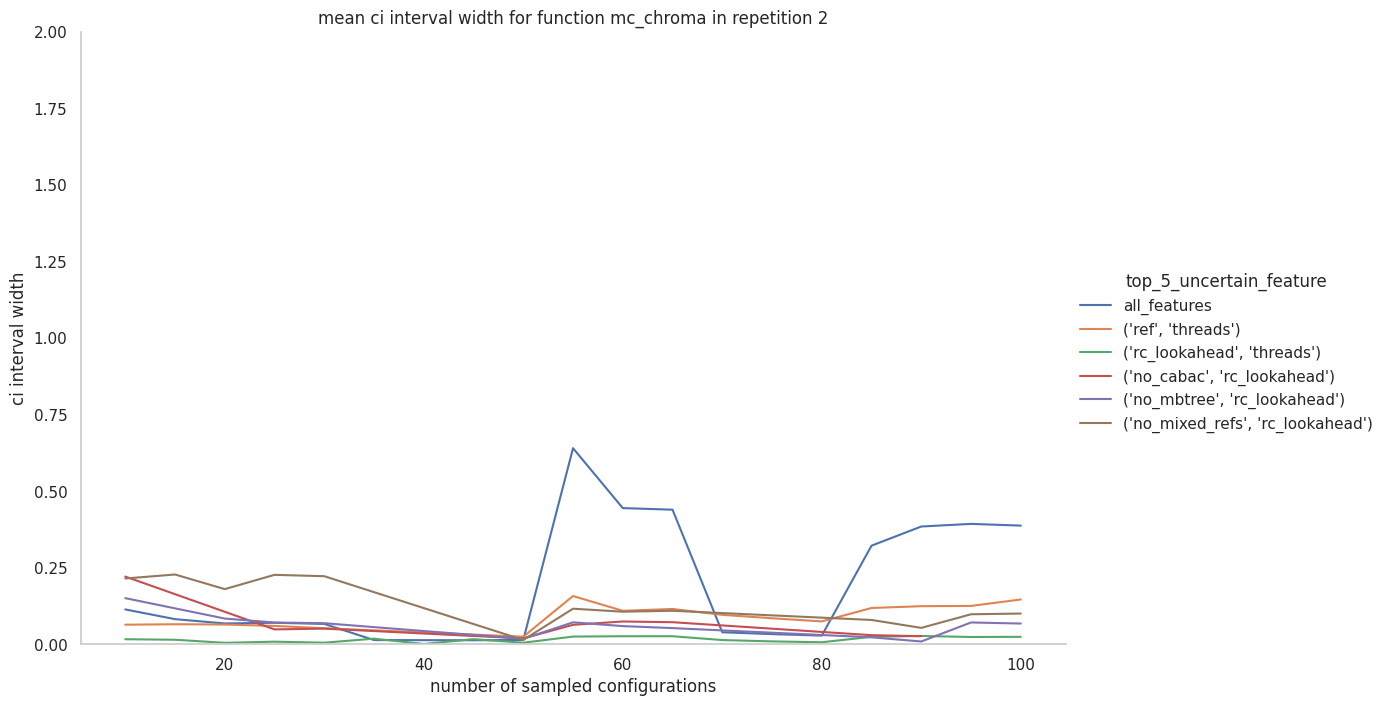 mean ci interval width for function mc_chroma in repetition 2
2.00
1.75
1.50
1.25
1.00
0.75
0.50
0.25
0.00
ci interval width
20
40
60
80
100
number of sampled configurations
top_5_uncertain_feature
all_features
('ref', 'threads')
('rc_lookahead', 'threads')
('no_cabac', 'rc_lookahead')
('no_mbtree', 'rc_lookahead')
('no_mixed_refs', 'rc_lookahead')